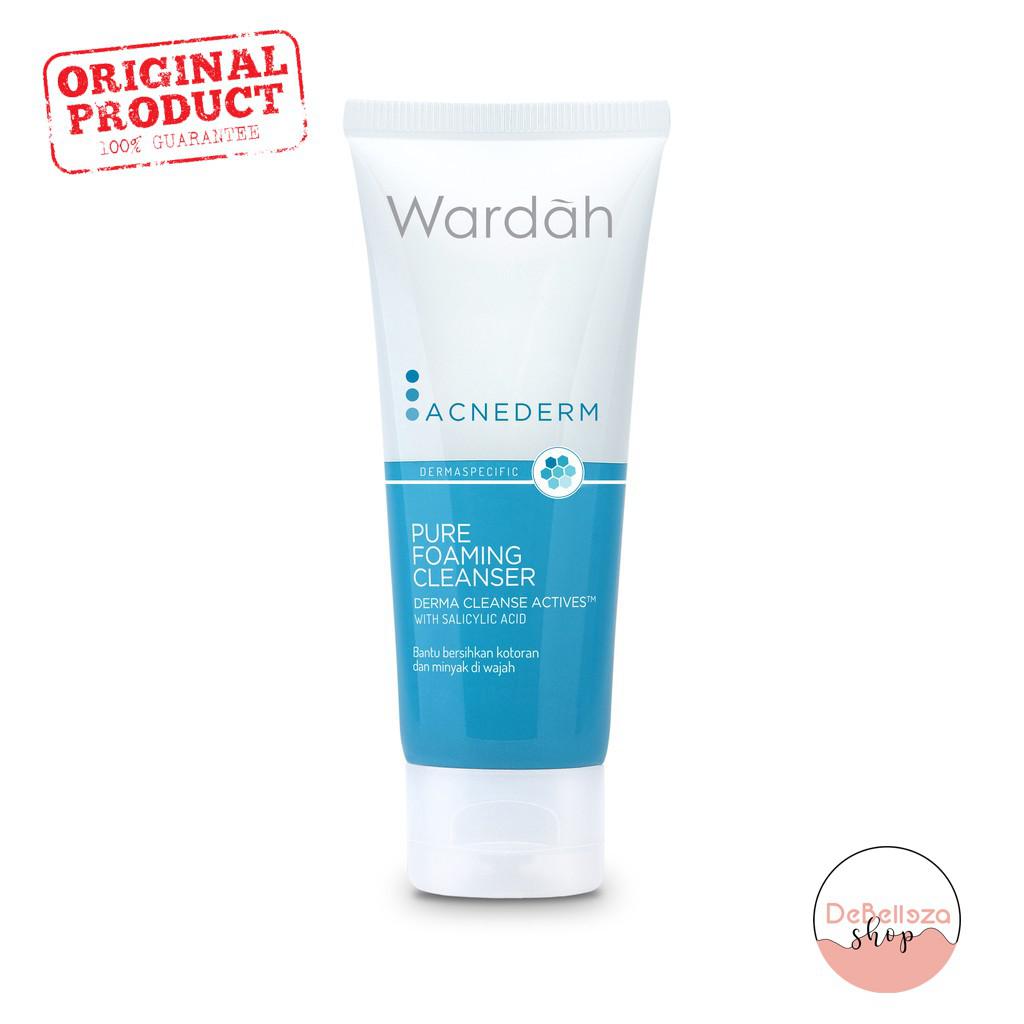 ORIGINAL
PRODUCT
100% GUARANTEE
Wardãh
ACNEDERM
DERMASPECIFIC
PURE
FOAMING
CLEANSER
DERMA CLEANSE ACTIVES™
WITH SALICYLIC ACID
Bantu bersihkan kotoran
dan minyak di wajah
DeBelleza
shop